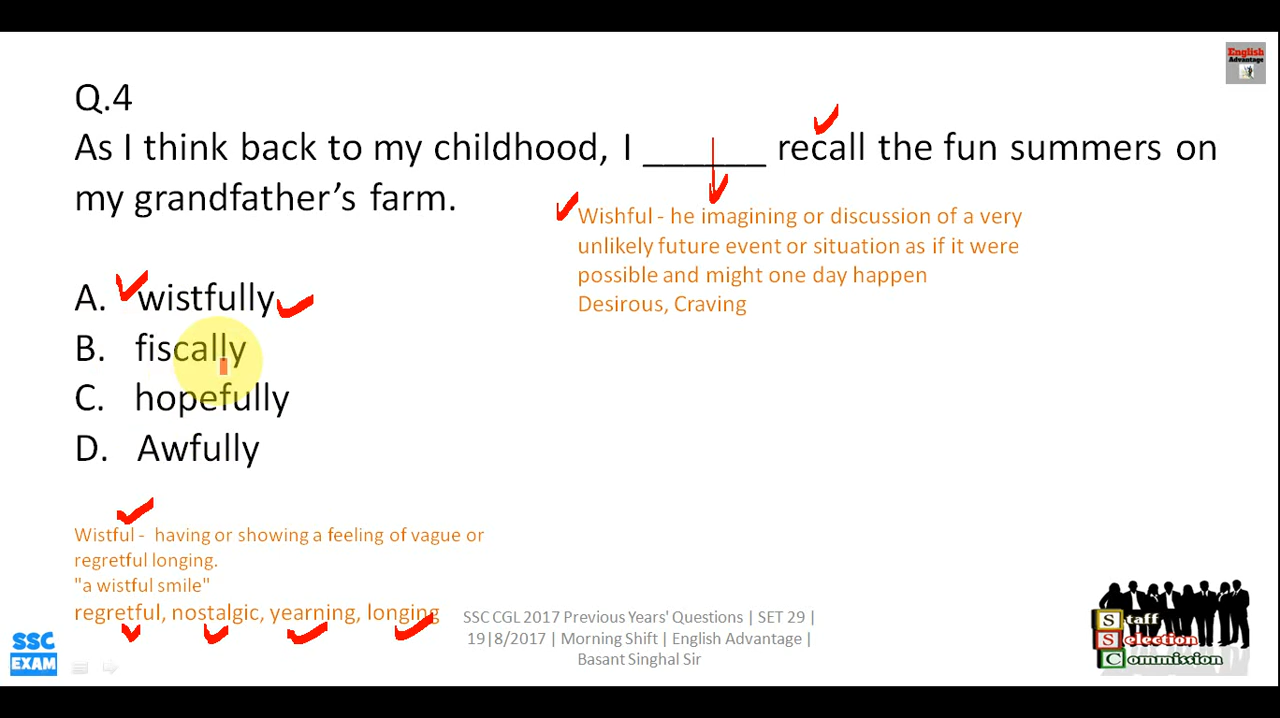 English
Advantage
Q.4
As I think back to my childhood, I ______ recall the fun summers on
my grandfather’s farm.
Wishful - he imagining or discussion of a very
unlikely future event or situation as if it were
possible and might one day happen
Desirous, Craving
A. wistfully
B. fiscally
C. hopefully
D. Awfully
Wistful - having or showing a feeling of vague or
regretful longing.
"a wistful smile"
regretful, nostalgic, yearning, longing
SSC CGL 2017 Previous Years' Questions | SET 29 |
19|8/2017 | Morning Shift | English Advantage |
Basant Singhal Sir
SSC
EXAM
Staff
Selection
Commission